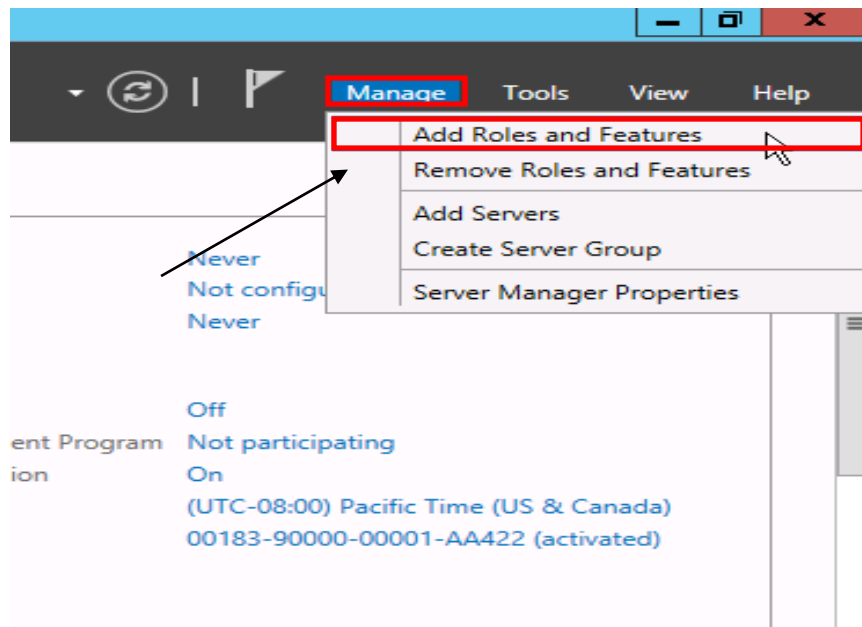 Manage Tools View Help
Add Roles and Features
Remove Roles and Features
Add Servers
Create Server Group
Server Manager Properties
Never
Not configu
Never
Off
ent Program Not participating
ion On
(UTC-08:00) Pacific Time (US & Canada)
00183-90000-00001-AA422 (activated)